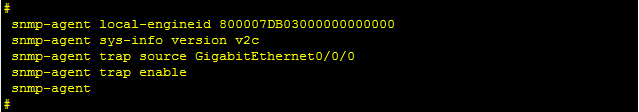 #
snmp-agent local-engineid 800007DB03000000000000
snmp-agent sys-info version v2c
snmp-agent trap source GigabitEthernet0/0/0
snmp-agent trap enable
snmp-agent
#